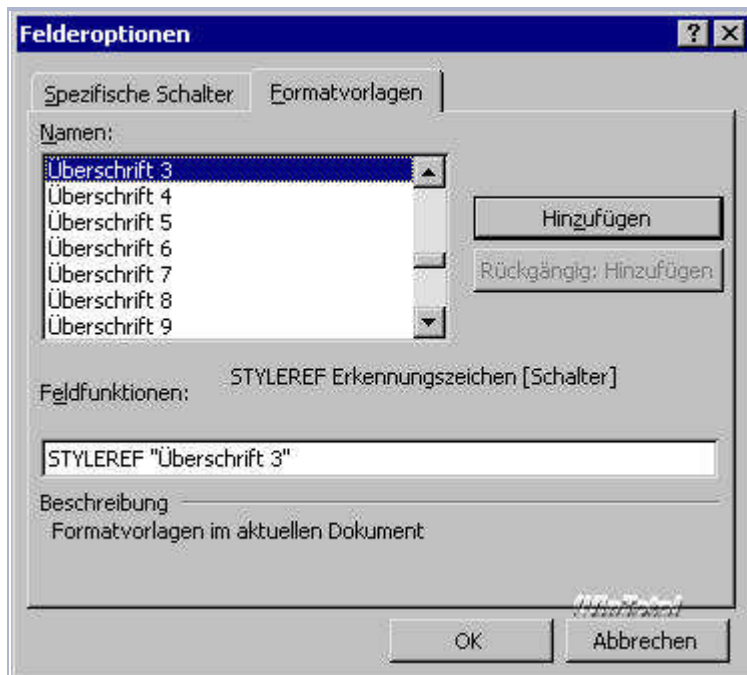 Felderoptionen
Spezifische Schalter
Formatvorlagen
Namen:
Überschrift 3
Überschrift 4
Überschrift 5
Überschrift 6
Überschrift 7
Überschrift 8
Überschrift 9
Hinzufügen
Rückgängig: Hinzufügen
Feldfunktionen:
STYLEREF Erkennungszeichen [Schalter]
STYLEREF "Überschrift 3"
Beschreibung
Formatvorlagen im aktuellen Dokument
WinTotal
OK
Abbrechen